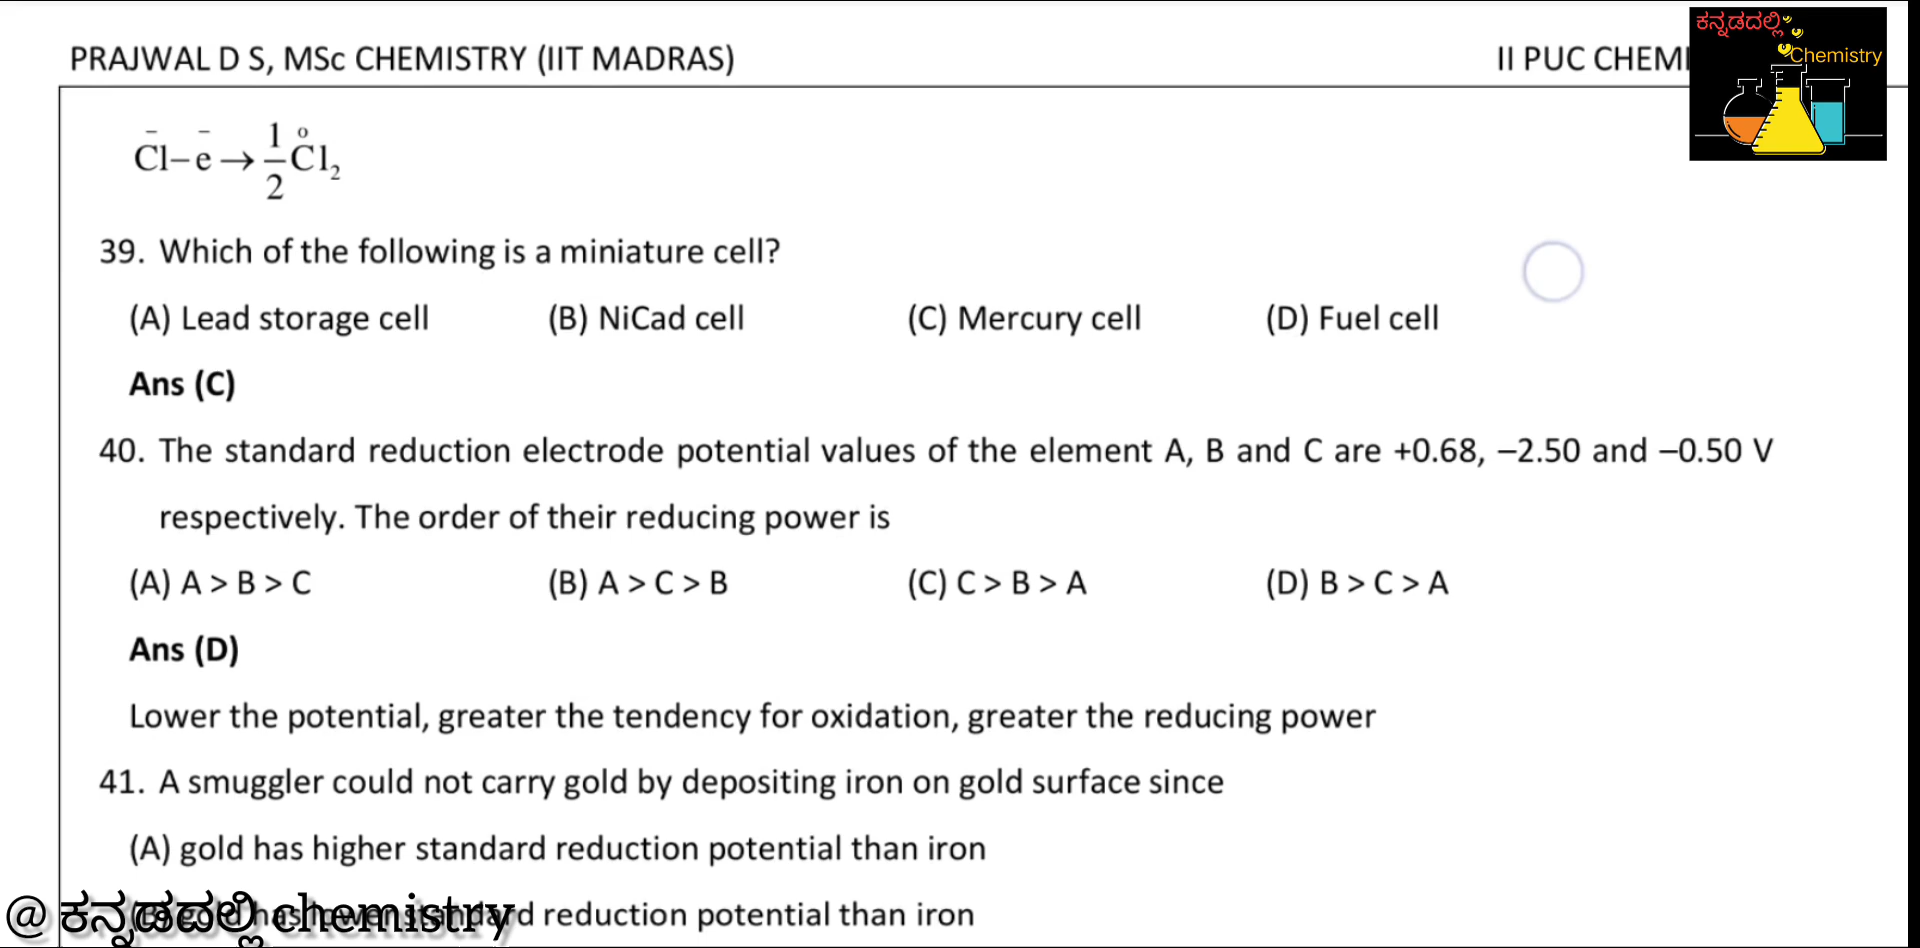 PRAJWAL D S, MSc CHEMISTRY (IIT MADRAS)
II PUC CHEMI
ಕನ್ನಡದಲ್ಲಿ
Chemistry
C̄l – ē → 1/2 C̊l₂
39. Which of the following is a miniature cell?
(A) Lead storage cell (B) NiCad cell (C) Mercury cell (D) Fuel cell
Ans (C)
40. The standard reduction electrode potential values of the element A, B and C are +0.68, –2.50 and –0.50 V
respectively. The order of their reducing power is
(A) A > B > C (B) A > C > B (C) C > B > A (D) B > C > A
Ans (D)
Lower the potential, greater the tendency for oxidation, greater the reducing power
41. A smuggler could not carry gold by depositing iron on gold surface since
(A) gold has higher standard reduction potential than iron
(B) gold has lower standard reduction potential than iron
@ ಕನ್ನಡದಲ್ಲಿ chemistry